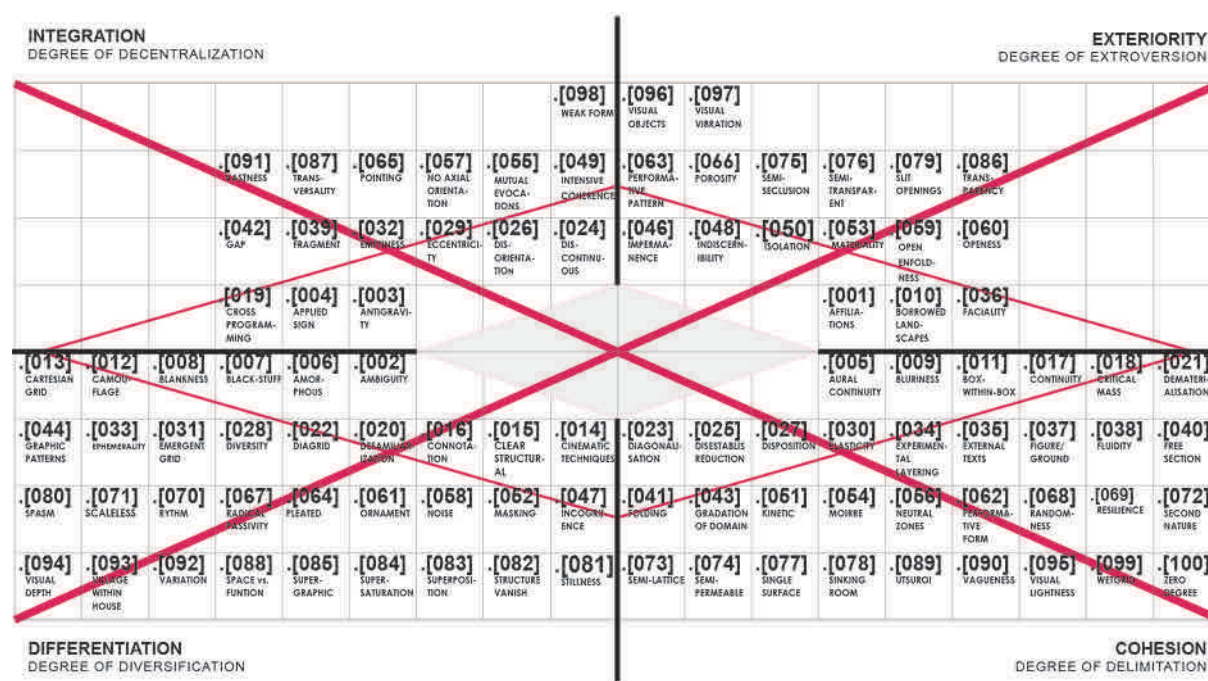 INTEGRATION
DEGREE OF DECENTRALIZATION
EXTERIORITY
DEGREE OF EXTROVERSION
.[098] .[096] .[097]
WEAK FORM VISUAL VISUAL
OBJECTS VIBRATION
.[091] .[087] .[065] .[057] .[055] .[049] .[063] .[066] .[075] .[076] .[079] .[086]
VASTNESS TRANS- POINTING NO AXIAL MUTUAL INTENSIVE PERFORMA- POROSITY SEMI- SEMI- SLIT TRANS-
VERSALITY ORIENTA- EVOCA- COHERENCE TIVE SECLUSION TRANSPAR- OPENINGS PARENCY
TION TIONS PATTERN ENT
.[042] .[039] .[032] .[029] .[026] .[024] .[046] .[048] .[050] .[053] .[059] .[060]
GAP FRAGMENT EMPTINESS ECCENTRICI- DIS- DIS- IMPERMA- INDISCERN- ISOLATION MATERIALITY OPEN OPENESS
TY ORIENTA- CONTINU- NENCE IBILITY ENFOLD-
TION OUS NESS
.[019] .[004] .[003] .[001] .[010] .[036]
CROSS APPLIED ANTIGRAVI- AFFILIA- BORROWED FACIALITY
PROGRAM- SIGN TY TIONS LAND-
MING SCAPES
.[013] .[012] .[008] .[007] .[006] .[002] .[005] .[009] .[011] .[017] .[018] .[021]
CARTESIAN CAMOU- BLANKNESS BLACK-STUFF AMOR- AMBIGUITY AURAL BLURINESS BOX- CONTINUITY CRITICAL DEMATERI-
GRID FLAGE PHOUS CONTINUITY WITHIN-BOX MASS ALISATION
.[044] .[033] .[031] .[028] .[022] .[020] .[016] .[015] .[014] .[023] .[025] .[027] .[030] .[034] .[035] .[037] .[038] .[040]
GRAPHIC EPHEMERALITY EMERGENT DIVERSITY DIAGRID CONNOTA- CLEAR CINEMATIC DIAGONALI- DISESTABLIS DISPOSITION ELASTICITY EXPERIMEN- EXTERNAL FIGURE/ FLUIDITY FREE
PATTERNS GRID IZATION TION STRUCTUR- TECHNIQUES SATION REDUCTION TAL TEXTS GROUND SECTION
AL LAYERING
.[080] .[071] .[070] .[067] .[064] .[061] .[058] .[052] .[047] .[041] .[043] .[051] .[054] .[056] .[062] .[068] .[069] .[072]
SPASM SCALELESS RYTHM RADICAL PLEATED ORNAMENT NOISE MASKING INCOGRU- FOLDING GRADATION KINETIC MOIRRE NEUTRAL PERFORMA- RANDOM- RESILIENCE SECOND
PASSIVITY ENCE OF DOMAIN ZONES TIVE NESS NATURE
FORM
.[094] .[093] .[092] .[088] .[085] .[084] .[083] .[082] .[081] .[073] .[074] .[077] .[078] .[089] .[090] .[095] .[099] .[100]
VISUAL VILLAGE VARIATION SPACE vs. SUPER- SUPER- SUPERPOSI- STRUCTURE STILLNESS SEMI-LATTICE SEMI- SINGLE SINKING UTSUROI VAGUENESS VISUAL WETGRID ZERO
DEPTH WITHIN FUNTION GRAPHIC SATURATION TION VANISH PERMEABLE SURFACE ROOM LIGHTNESS DEGREE
HOUSE
DIFFERENTIATION
DEGREE OF DIVERSIFICATION
COHESION
DEGREE OF DELIMITATION